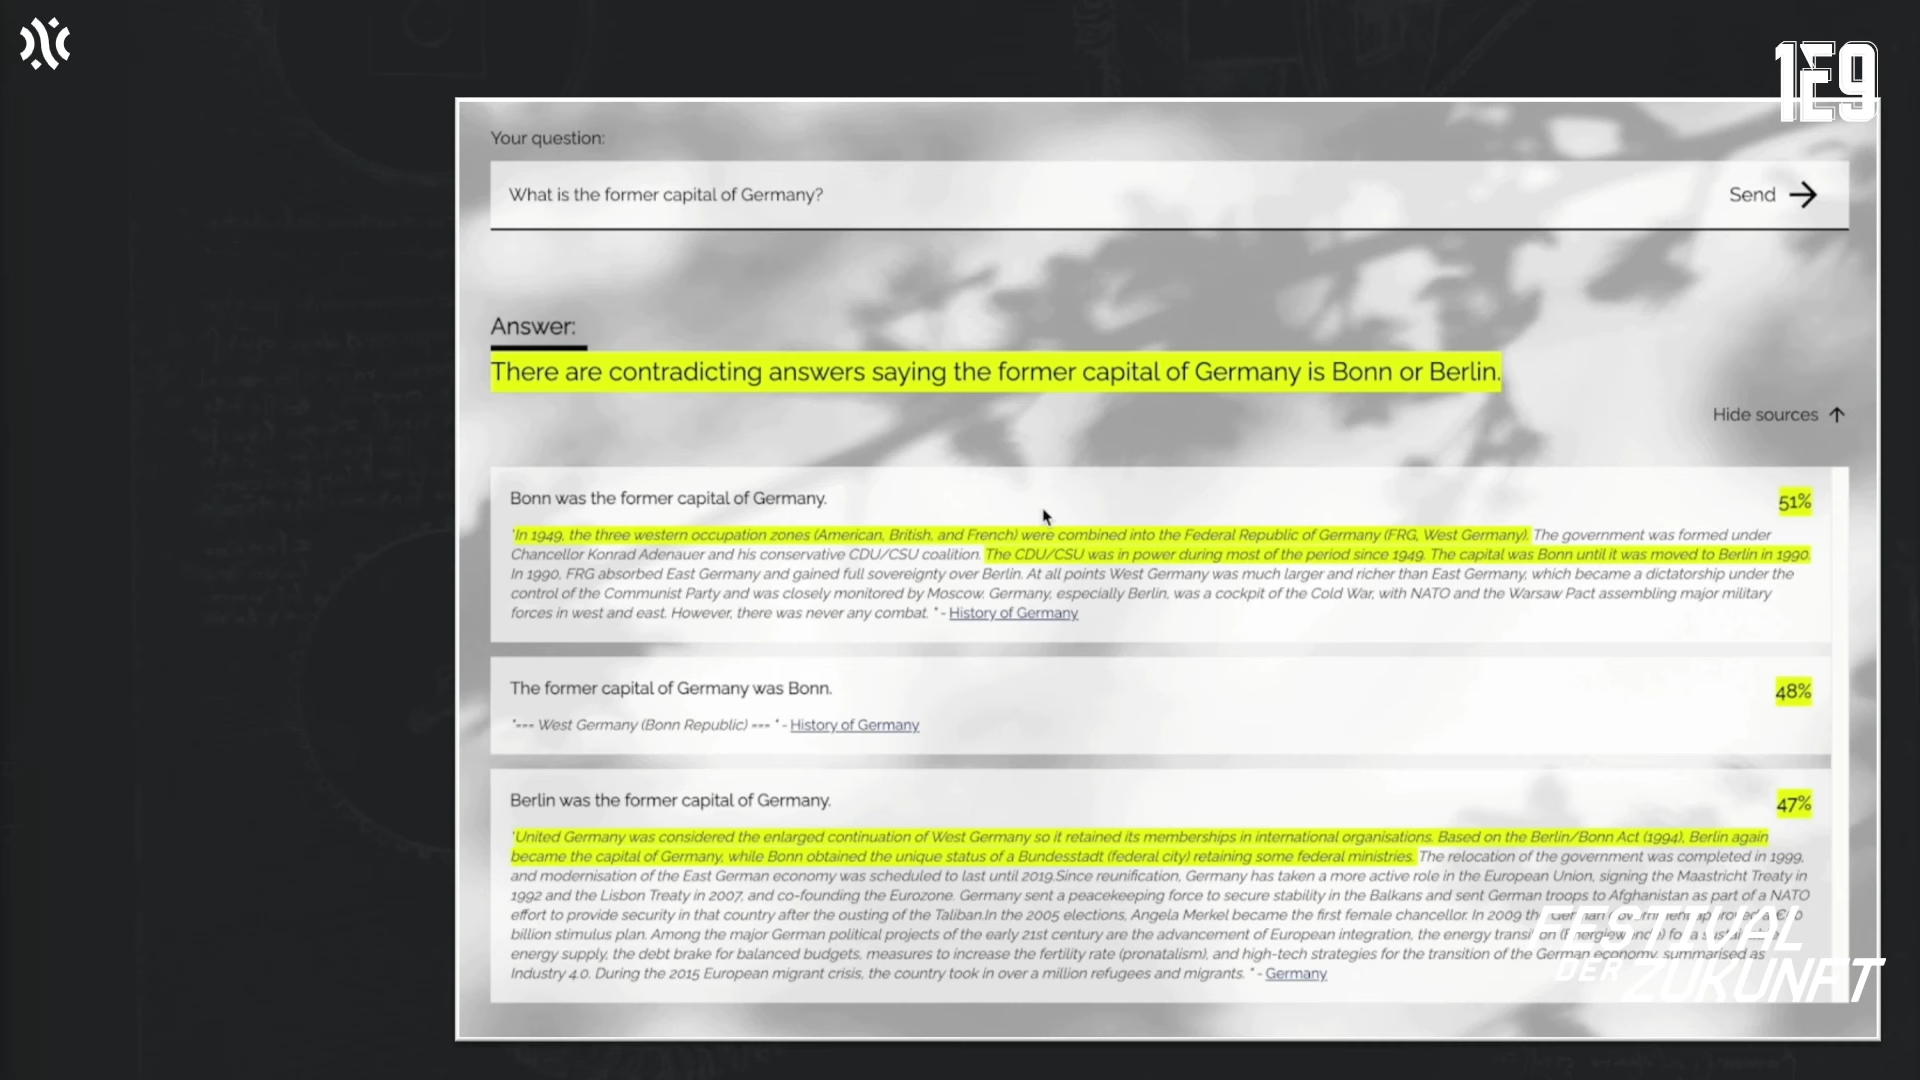 1E9
Your question:
What is the former capital of Germany?
Send
Answer:
There are contradicting answers saying the former capital of Germany is Bonn or Berlin.
Hide sources
Bonn was the former capital of Germany.
51%
"In 1949, the three western occupation zones (American, British, and French) were combined into the Federal Republic of Germany (FRG, West Germany). The government was formed under
Chancellor Konrad Adenauer and his conservative CDU/CSU coalition. The CDU/CSU was in power during most of the period since 1949. The capital was Bonn until it was moved to Berlin in 1990.
In 1990, FRG absorbed East Germany and gained full sovereignty over Berlin. At all points West Germany was much larger and richer than East Germany, which became a dictatorship under the
control of the Communist Party and was closely monitored by Moscow. Germany, especially Berlin, was a cockpit of the Cold War, with NATO and the Warsaw Pact assembling major military
forces in west and east. However, there was never any combat. " - History of Germany
The former capital of Germany was Bonn.
48%
"--- West Germany (Bonn Republic) --- " - History of Germany
Berlin was the former capital of Germany.
47%
"United Germany was considered the enlarged continuation of West Germany so it retained its memberships in international organisations. Based on the Berlin/Bonn Act (1994), Berlin again
became the capital of Germany, while Bonn obtained the unique status of a Bundesstadt (federal city) retaining some federal ministries. The relocation of the government was completed in 1999,
and modernisation of the East German economy was scheduled to last until 2019.Since reunification, Germany has taken a more active role in the European Union, signing the Maastricht Treaty in
1992 and the Lisbon Treaty in 2007, and co-founding the Eurozone. Germany sent a peacekeeping force to secure stability in the Balkans and sent German troops to Afghanistan as part of a NATO
effort to provide security in that country after the ousting of the Taliban.In the 2005 elections, Angela Merkel became the first female chancellor. In 2009 the German government approved a
billion stimulus plan. Among the major German political projects of the early 21st century are the advancement of European integration, the energy transition (Energiewende) for a sustainable
energy supply, the debt brake for balanced budgets, measures to increase the fertility rate (pronatalism), and high-tech strategies for the transition of the German economy, summarised as
Industry 4.0. During the 2015 European migrant crisis, the country took in over a million refugees and migrants. " - Germany
FESTIVAL
DER ZUKUNFT